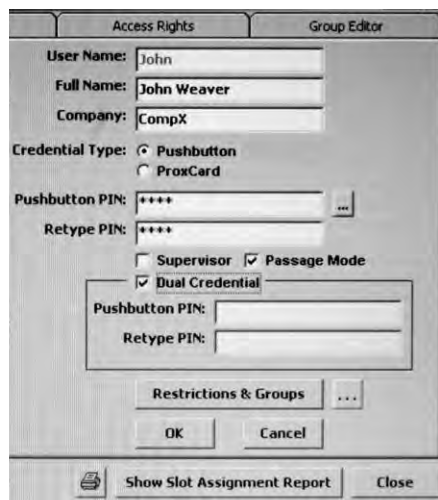 Access Rights Group Editor
User Name: John
Full Name: John Weaver
Company: CompX
Credential Type: Pushbutton
ProxCard
Pushbutton PIN: ****
...
Retype PIN: ****
Supervisor Passage Mode
Dual Credential
Pushbutton PIN:
Retype PIN:
Restrictions & Groups ...
OK Cancel
Show Slot Assignment Report Close